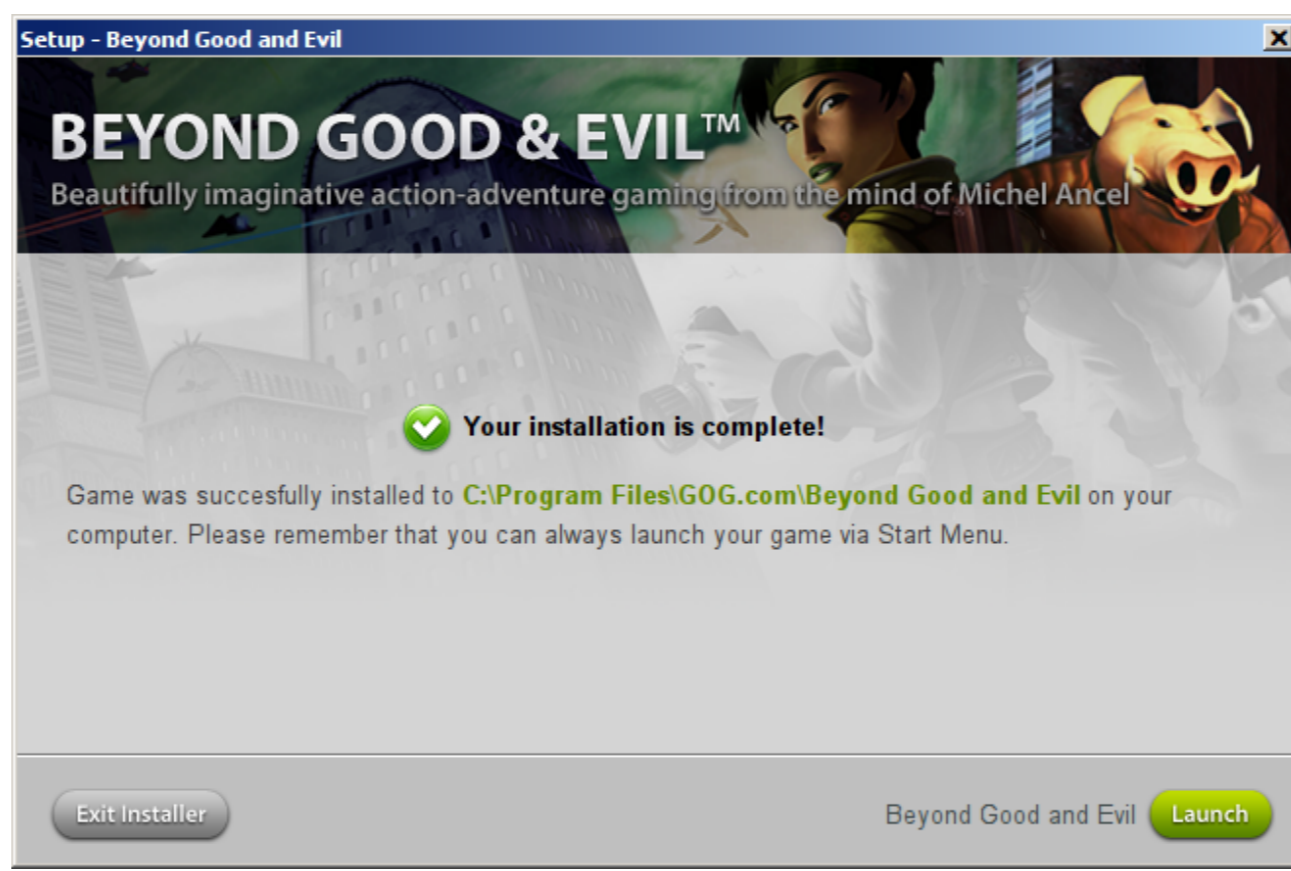 Setup - Beyond Good and Evil
BEYOND GOOD & EVIL™
Beautifully imaginative action-adventure gaming from the mind of Michel Ancel
Your installation is complete!
Game was succesfully installed to C:\Program Files\GOG.com\Beyond Good and Evil on your
computer. Please remember that you can always launch your game via Start Menu.
Exit Installer
Beyond Good and Evil Launch